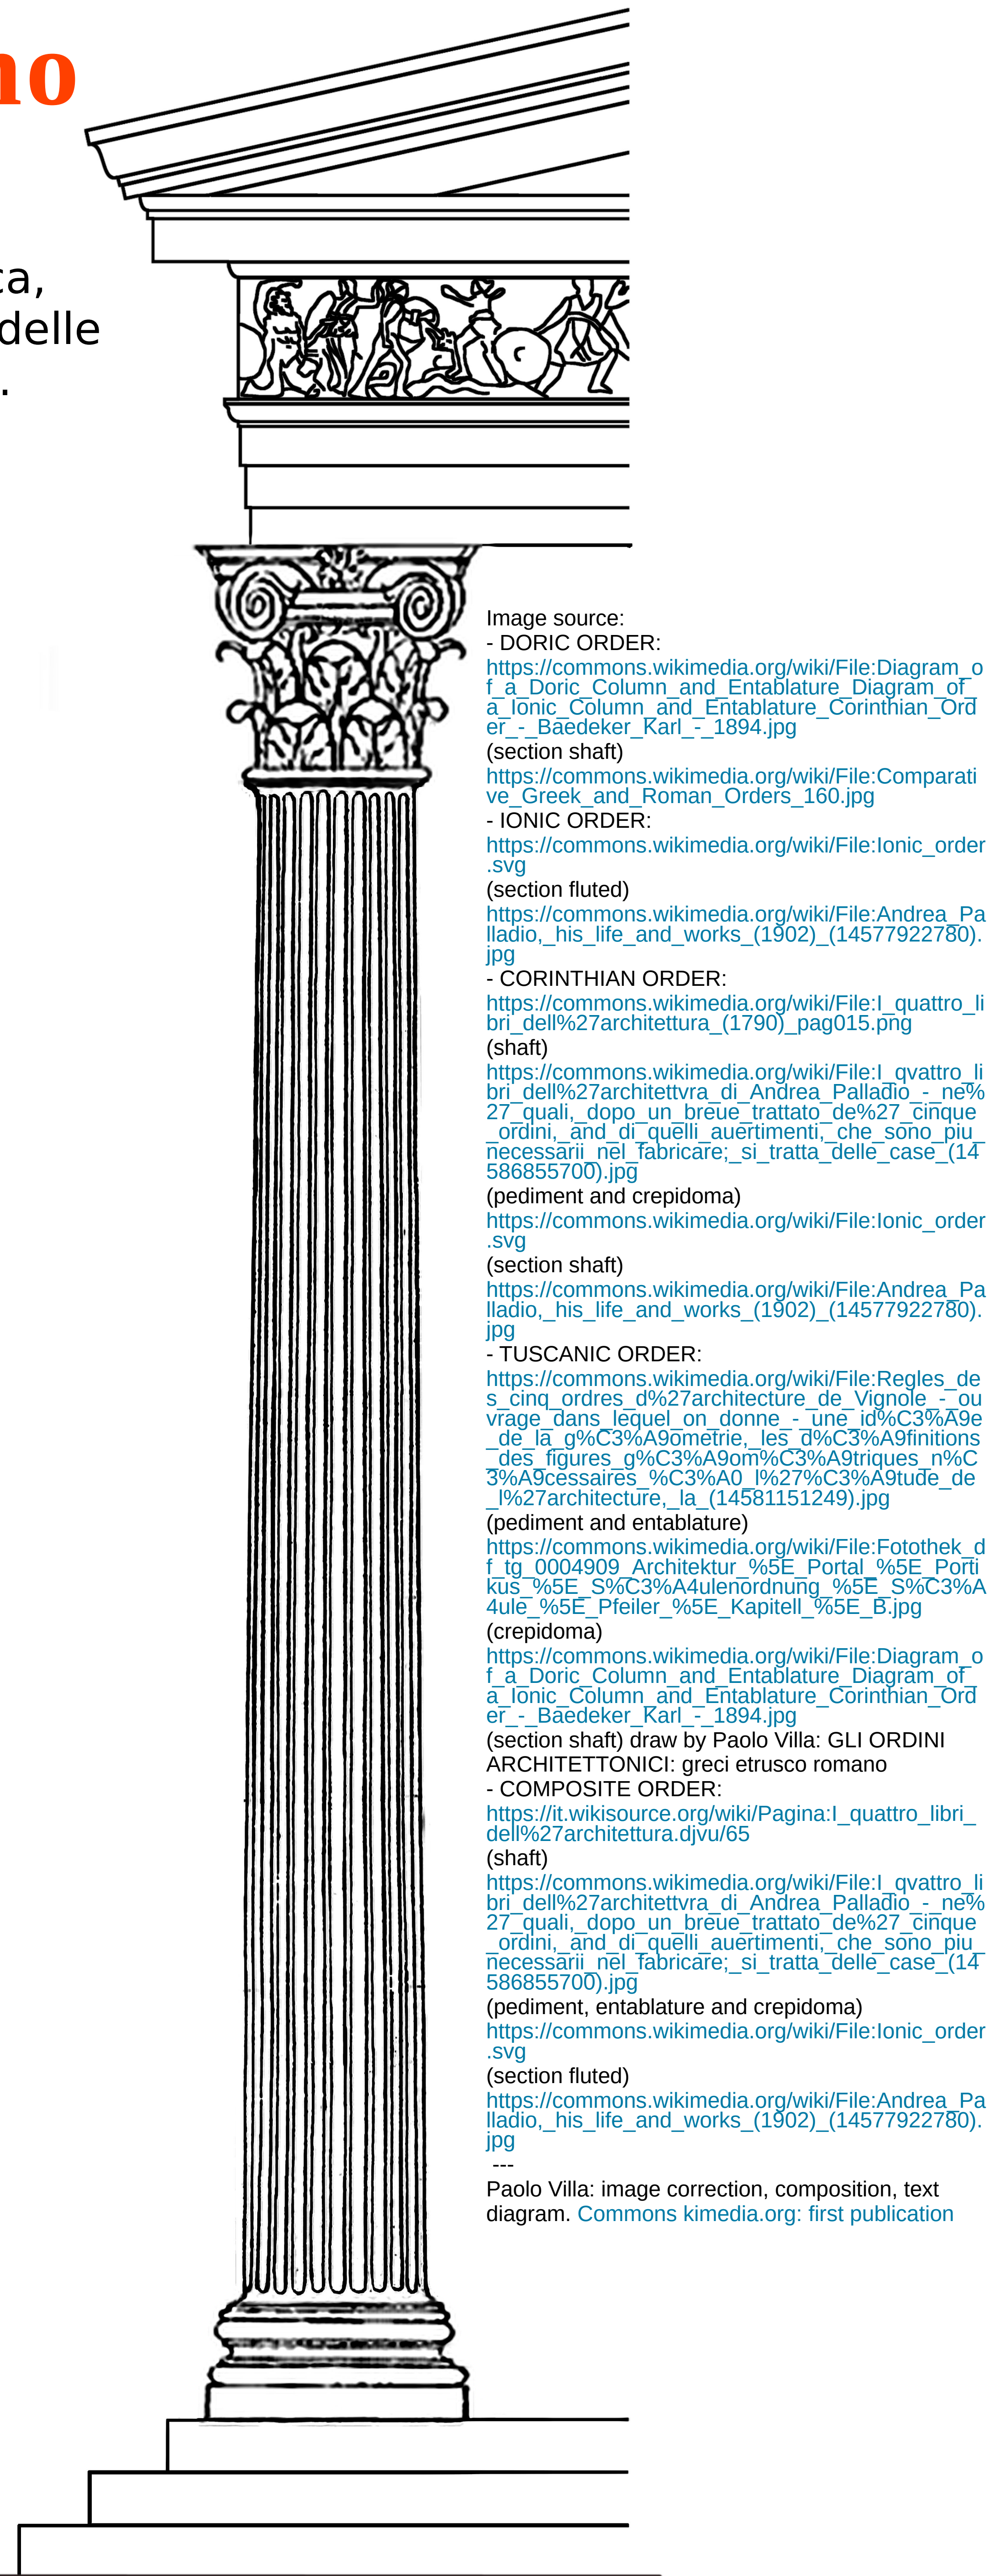 no
ca,
delle
.
Image source:
- DORIC ORDER:
https://commons.wikimedia.org/wiki/File:Diagram_o
f_a_Doric_Column_and_Entablature_Diagram_of_
a_Ionic_Column_and_Entablature_Corinthian_Ord
er_-_Baedeker_Karl_-_1894.jpg
(section shaft)
https://commons.wikimedia.org/wiki/File:Comparati
ve_Greek_and_Roman_Orders_160.jpg
- IONIC ORDER:
https://commons.wikimedia.org/wiki/File:Ionic_order
.svg
(section fluted)
https://commons.wikimedia.org/wiki/File:Andrea_Pa
lladio,_his_life_and_works_(1902)_(14577922780).
jpg
- CORINTHIAN ORDER:
https://commons.wikimedia.org/wiki/File:I_quattro_li
bri_dell%27architettura_(1790)_pag015.png
(shaft)
https://commons.wikimedia.org/wiki/File:I_qvattro_li
bri_dell%27architettvra_di_Andrea_Palladio_-_ne%
27_quali,_dopo_un_breue_trattato_de%27_cinque
_ordini,_and_di_quelli_auertimenti,_che_sono_piu_
necessarii_nel_fabricare;_si_tratta_delle_case_(14
586855700).jpg
(pediment and crepidoma)
https://commons.wikimedia.org/wiki/File:Ionic_order
.svg
(section shaft)
https://commons.wikimedia.org/wiki/File:Andrea_Pa
lladio,_his_life_and_works_(1902)_(14577922780).
jpg
- TUSCANIC ORDER:
https://commons.wikimedia.org/wiki/File:Regles_de
s_cinq_ordres_d%27architecture_de_Vignole_-_ou
vrage_dans_lequel_on_donne_-_une_id%C3%A9e
_de_la_g%C3%A9ometrie,_les_d%C3%A9finitions
_des_figures_g%C3%A9om%C3%A9triques_n%C
3%A9cessaires_%C3%A0_l%27%C3%A9tude_de
_l%27architecture,_la_(14581151249).jpg
(pediment and entablature)
https://commons.wikimedia.org/wiki/File:Fotothek_d
f_tg_0004909_Architektur_%5E_Portal_%5E_Porti
kus_%5E_S%C3%A4ulenordnung_%5E_S%C3%A
4ule_%5E_Pfeiler_%5E_Kapitell_%5E_B.jpg
(crepidoma)
https://commons.wikimedia.org/wiki/File:Diagram_o
f_a_Doric_Column_and_Entablature_Diagram_of_
a_Ionic_Column_and_Entablature_Corinthian_Ord
er_-_Baedeker_Karl_-_1894.jpg
(section shaft) draw by Paolo Villa: GLI ORDINI
ARCHITETTONICI: greci etrusco romano
- COMPOSITE ORDER:
https://it.wikisource.org/wiki/Pagina:I_quattro_libri_
dell%27architettura.djvu/65
(shaft)
https://commons.wikimedia.org/wiki/File:I_qvattro_li
bri_dell%27architettvra_di_Andrea_Palladio_-_ne%
27_quali,_dopo_un_breue_trattato_de%27_cinque
_ordini,_and_di_quelli_auertimenti,_che_sono_piu_
necessarii_nel_fabricare;_si_tratta_delle_case_(14
586855700).jpg
(pediment, entablature and crepidoma)
https://commons.wikimedia.org/wiki/File:Ionic_order
.svg
(section fluted)
https://commons.wikimedia.org/wiki/File:Andrea_Pa
lladio,_his_life_and_works_(1902)_(14577922780).
jpg
---
Paolo Villa: image correction, composition, text
diagram. Commons kimedia.org: first publication